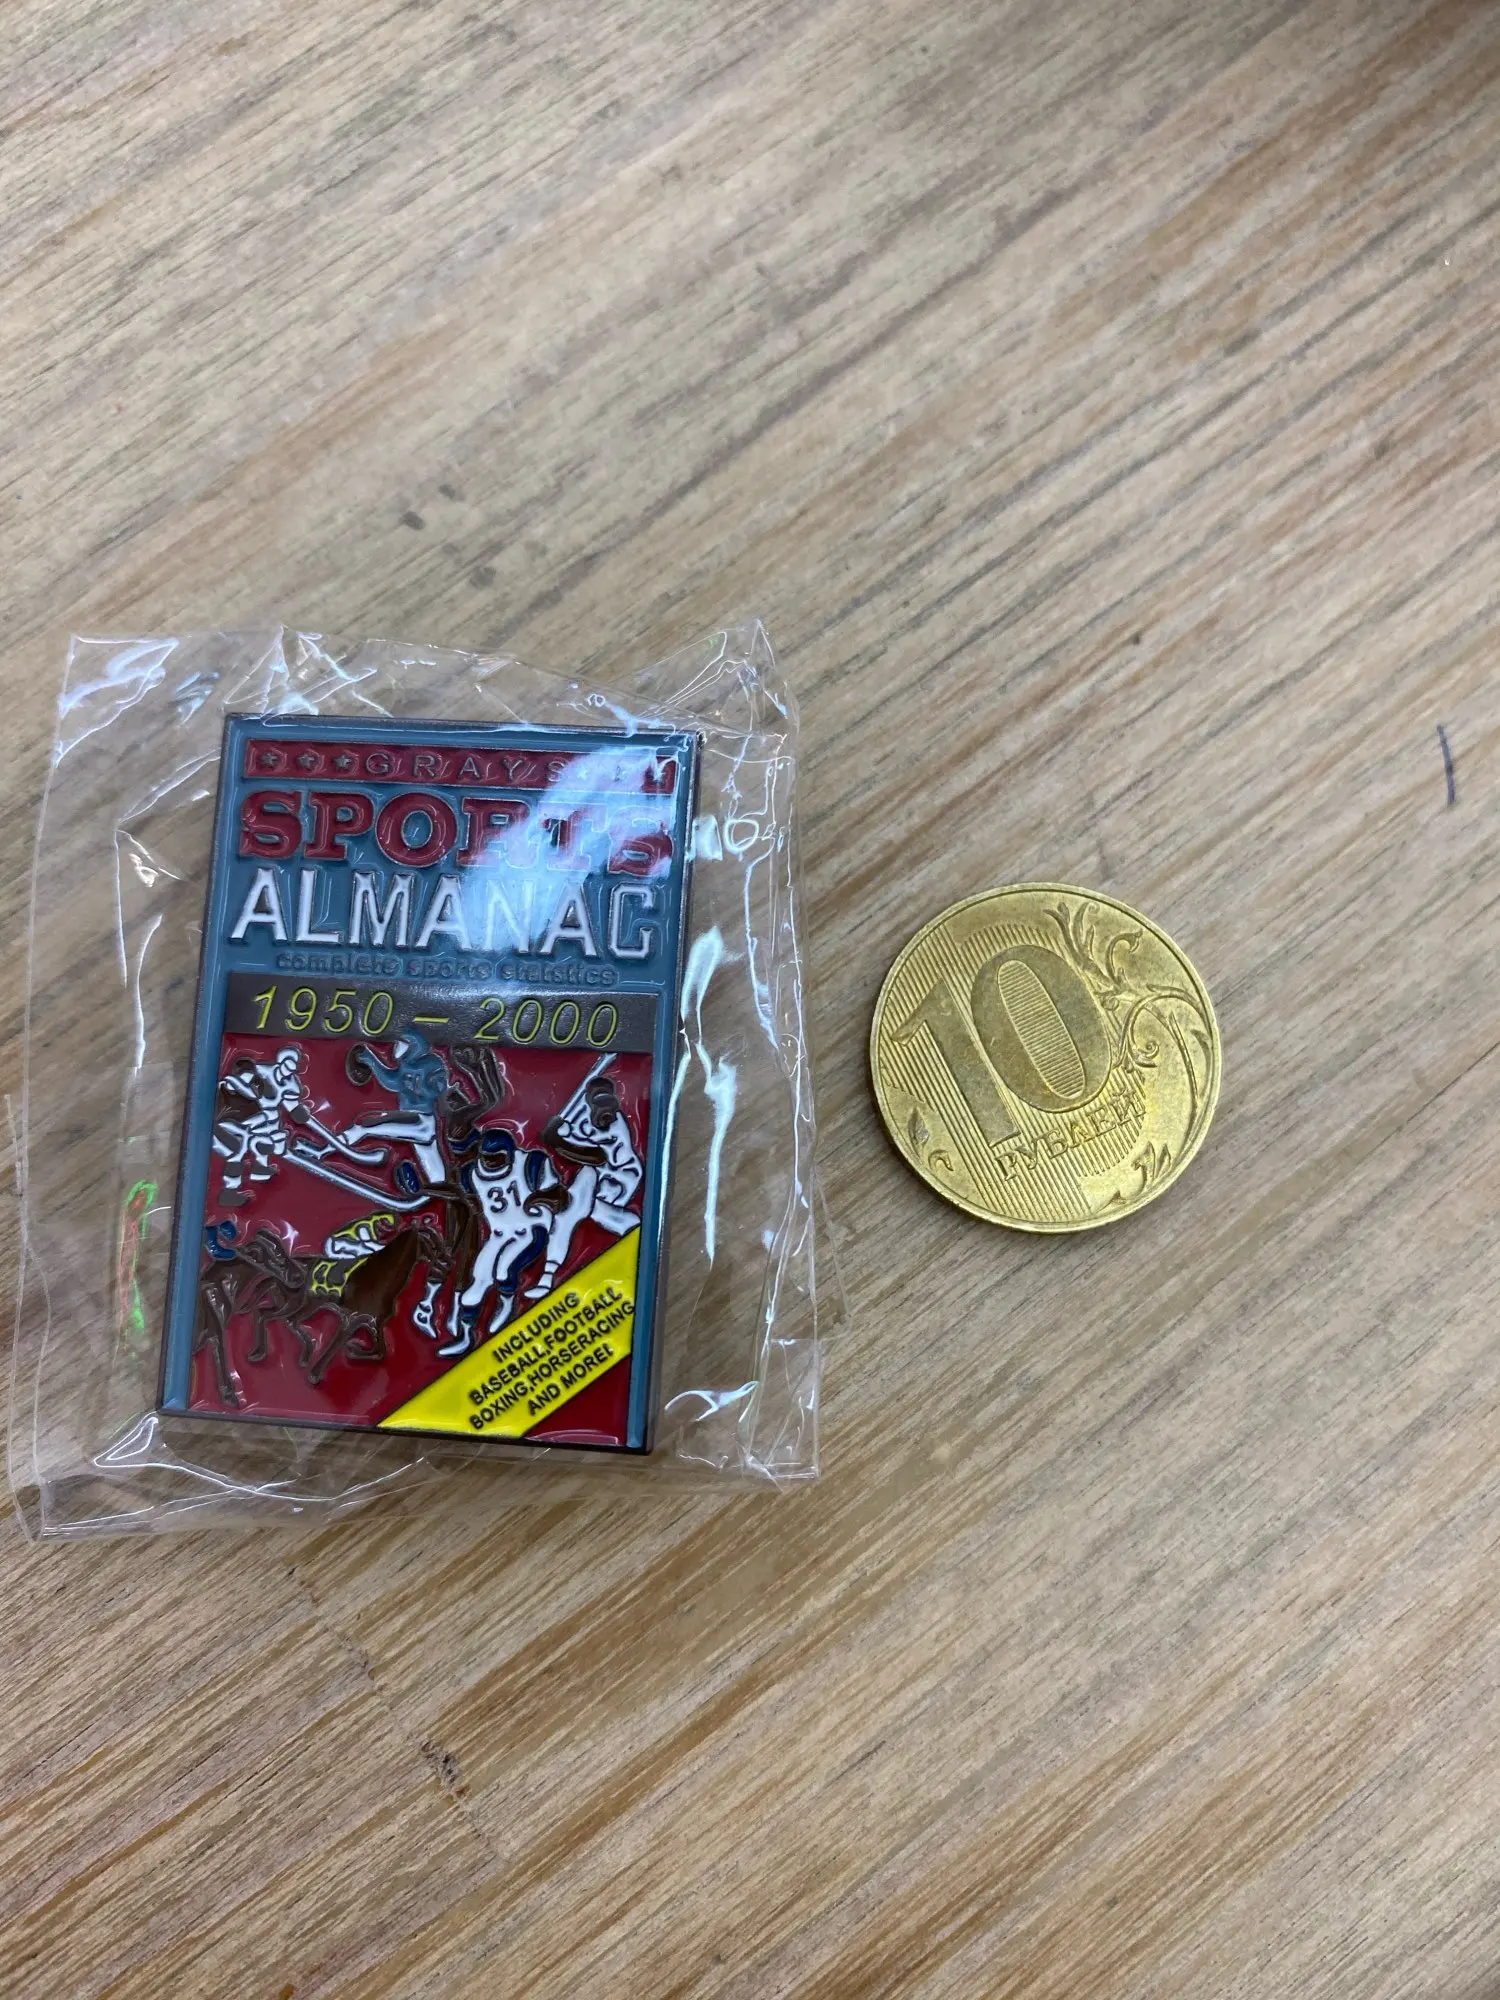 GRAYS
SPORTS
ALMANAC
complete sports statistics
1950 - 2000
31
INCLUDING
BASEBALL,FOOTBALL
BOXING,HORSERACING
AND MORE!
10
РУБЛЕЙ